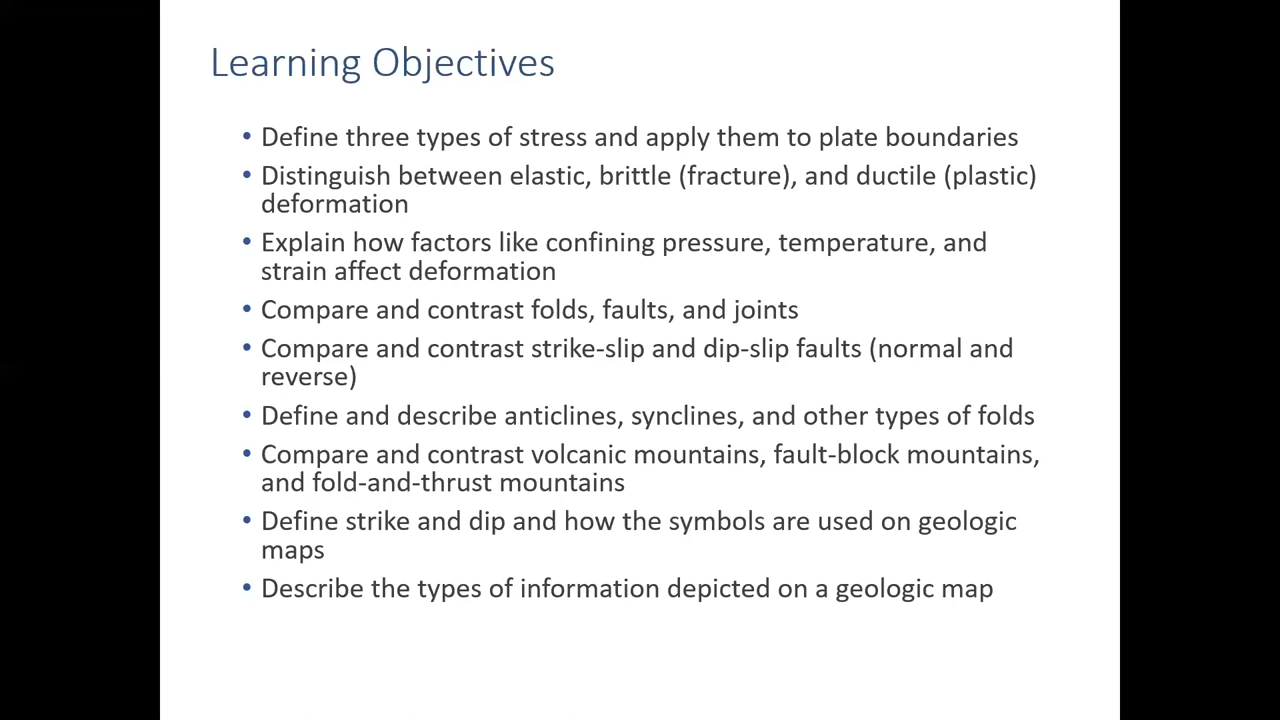 Learning Objectives
• Define three types of stress and apply them to plate boundaries
• Distinguish between elastic, brittle (fracture), and ductile (plastic)
deformation
• Explain how factors like confining pressure, temperature, and
strain affect deformation
• Compare and contrast folds, faults, and joints
• Compare and contrast strike-slip and dip-slip faults (normal and
reverse)
• Define and describe anticlines, synclines, and other types of folds
• Compare and contrast volcanic mountains, fault-block mountains,
and fold-and-thrust mountains
• Define strike and dip and how the symbols are used on geologic
maps
• Describe the types of information depicted on a geologic map